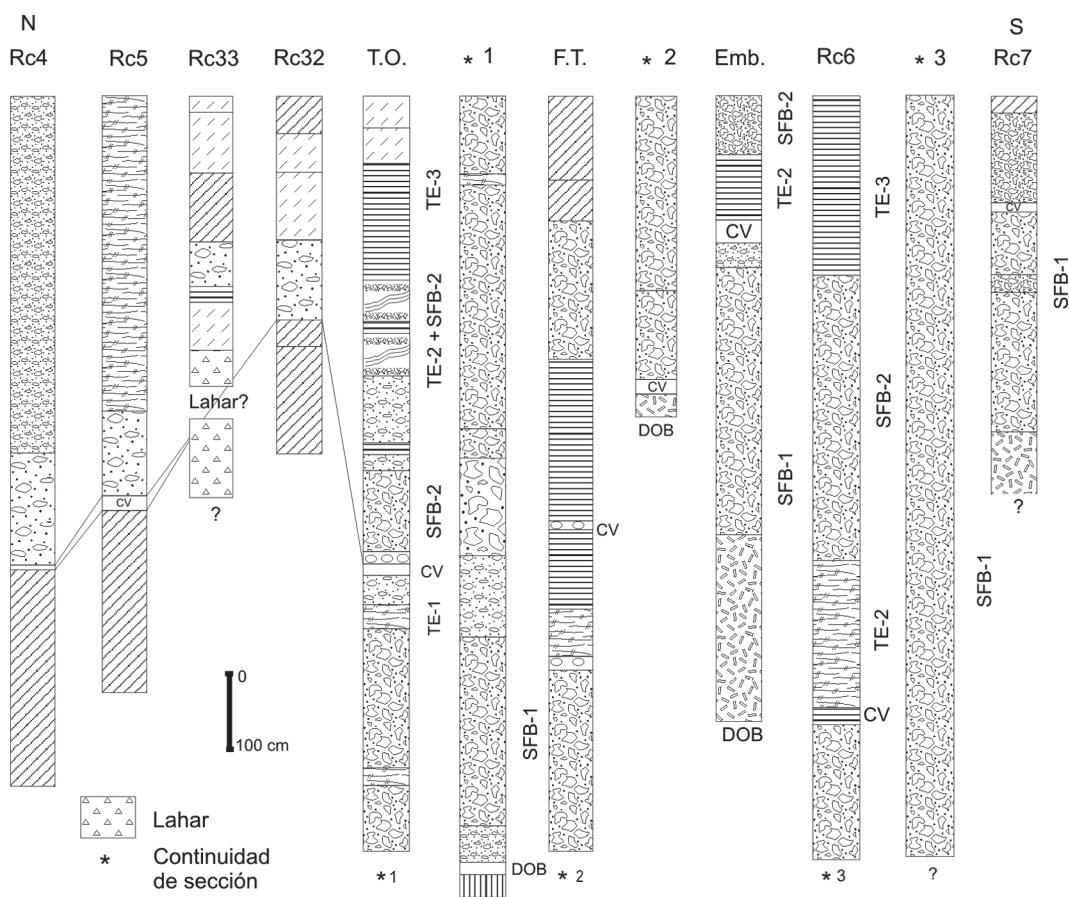 N
S
Rc4
Rc5
Rc33
Rc32
T.O.
* 1
F.T.
* 2
Emb.
Rc6
* 3
Rc7
SFB-2
TE-2
CV
SFB-1
DOB
TE-3
TE-2 + SFB-2
SFB-2
CV
TE-1
SFB-1
DOB
CV
CV
DOB
TE-3
SFB-2
TE-2
CV
SFB-1
CV
SFB-1
?
CV
Lahar?
?
0
100 cm
Lahar
* Continuidad
de sección
*1
* 2
* 3
?